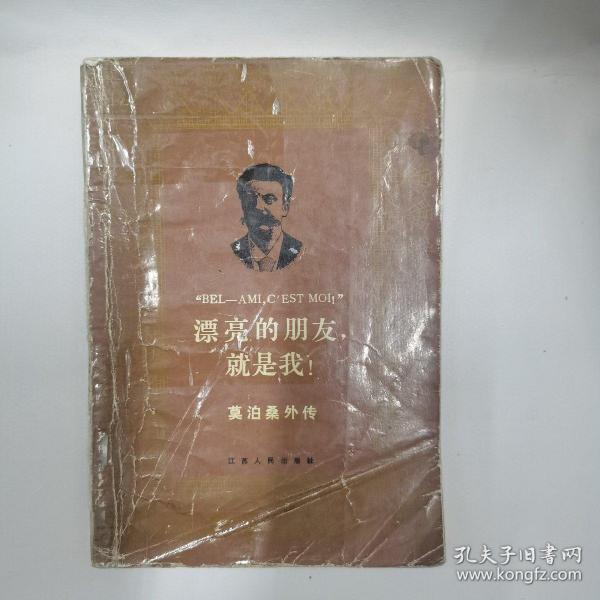 “BEL—AMI, C'EST MOI!”
漂亮的朋友,
就是我!
莫泊桑外传
江苏人民出版社
孔夫子旧书网
www.kongfz.com